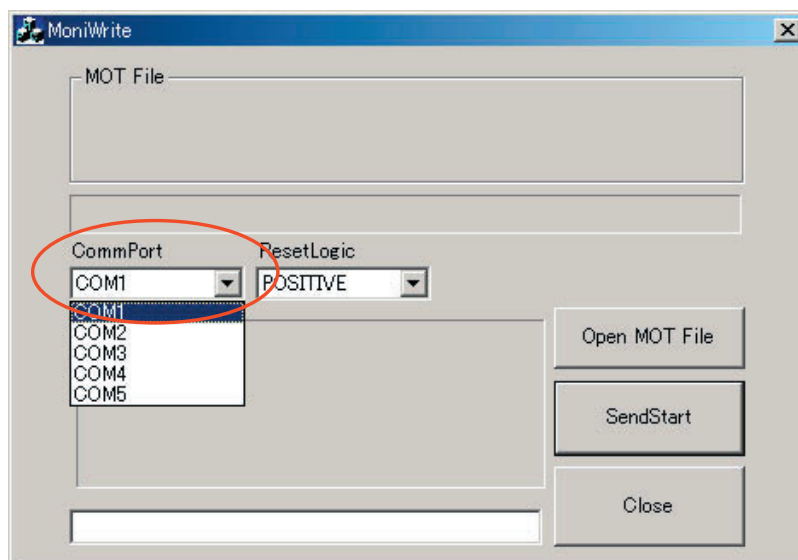 MoniWrite
MOT File
CommPort
ResetLogic
COM1
POSITIVE
COM1
COM2
COM3
COM4
COM5
Open MOT File
SendStart
Close